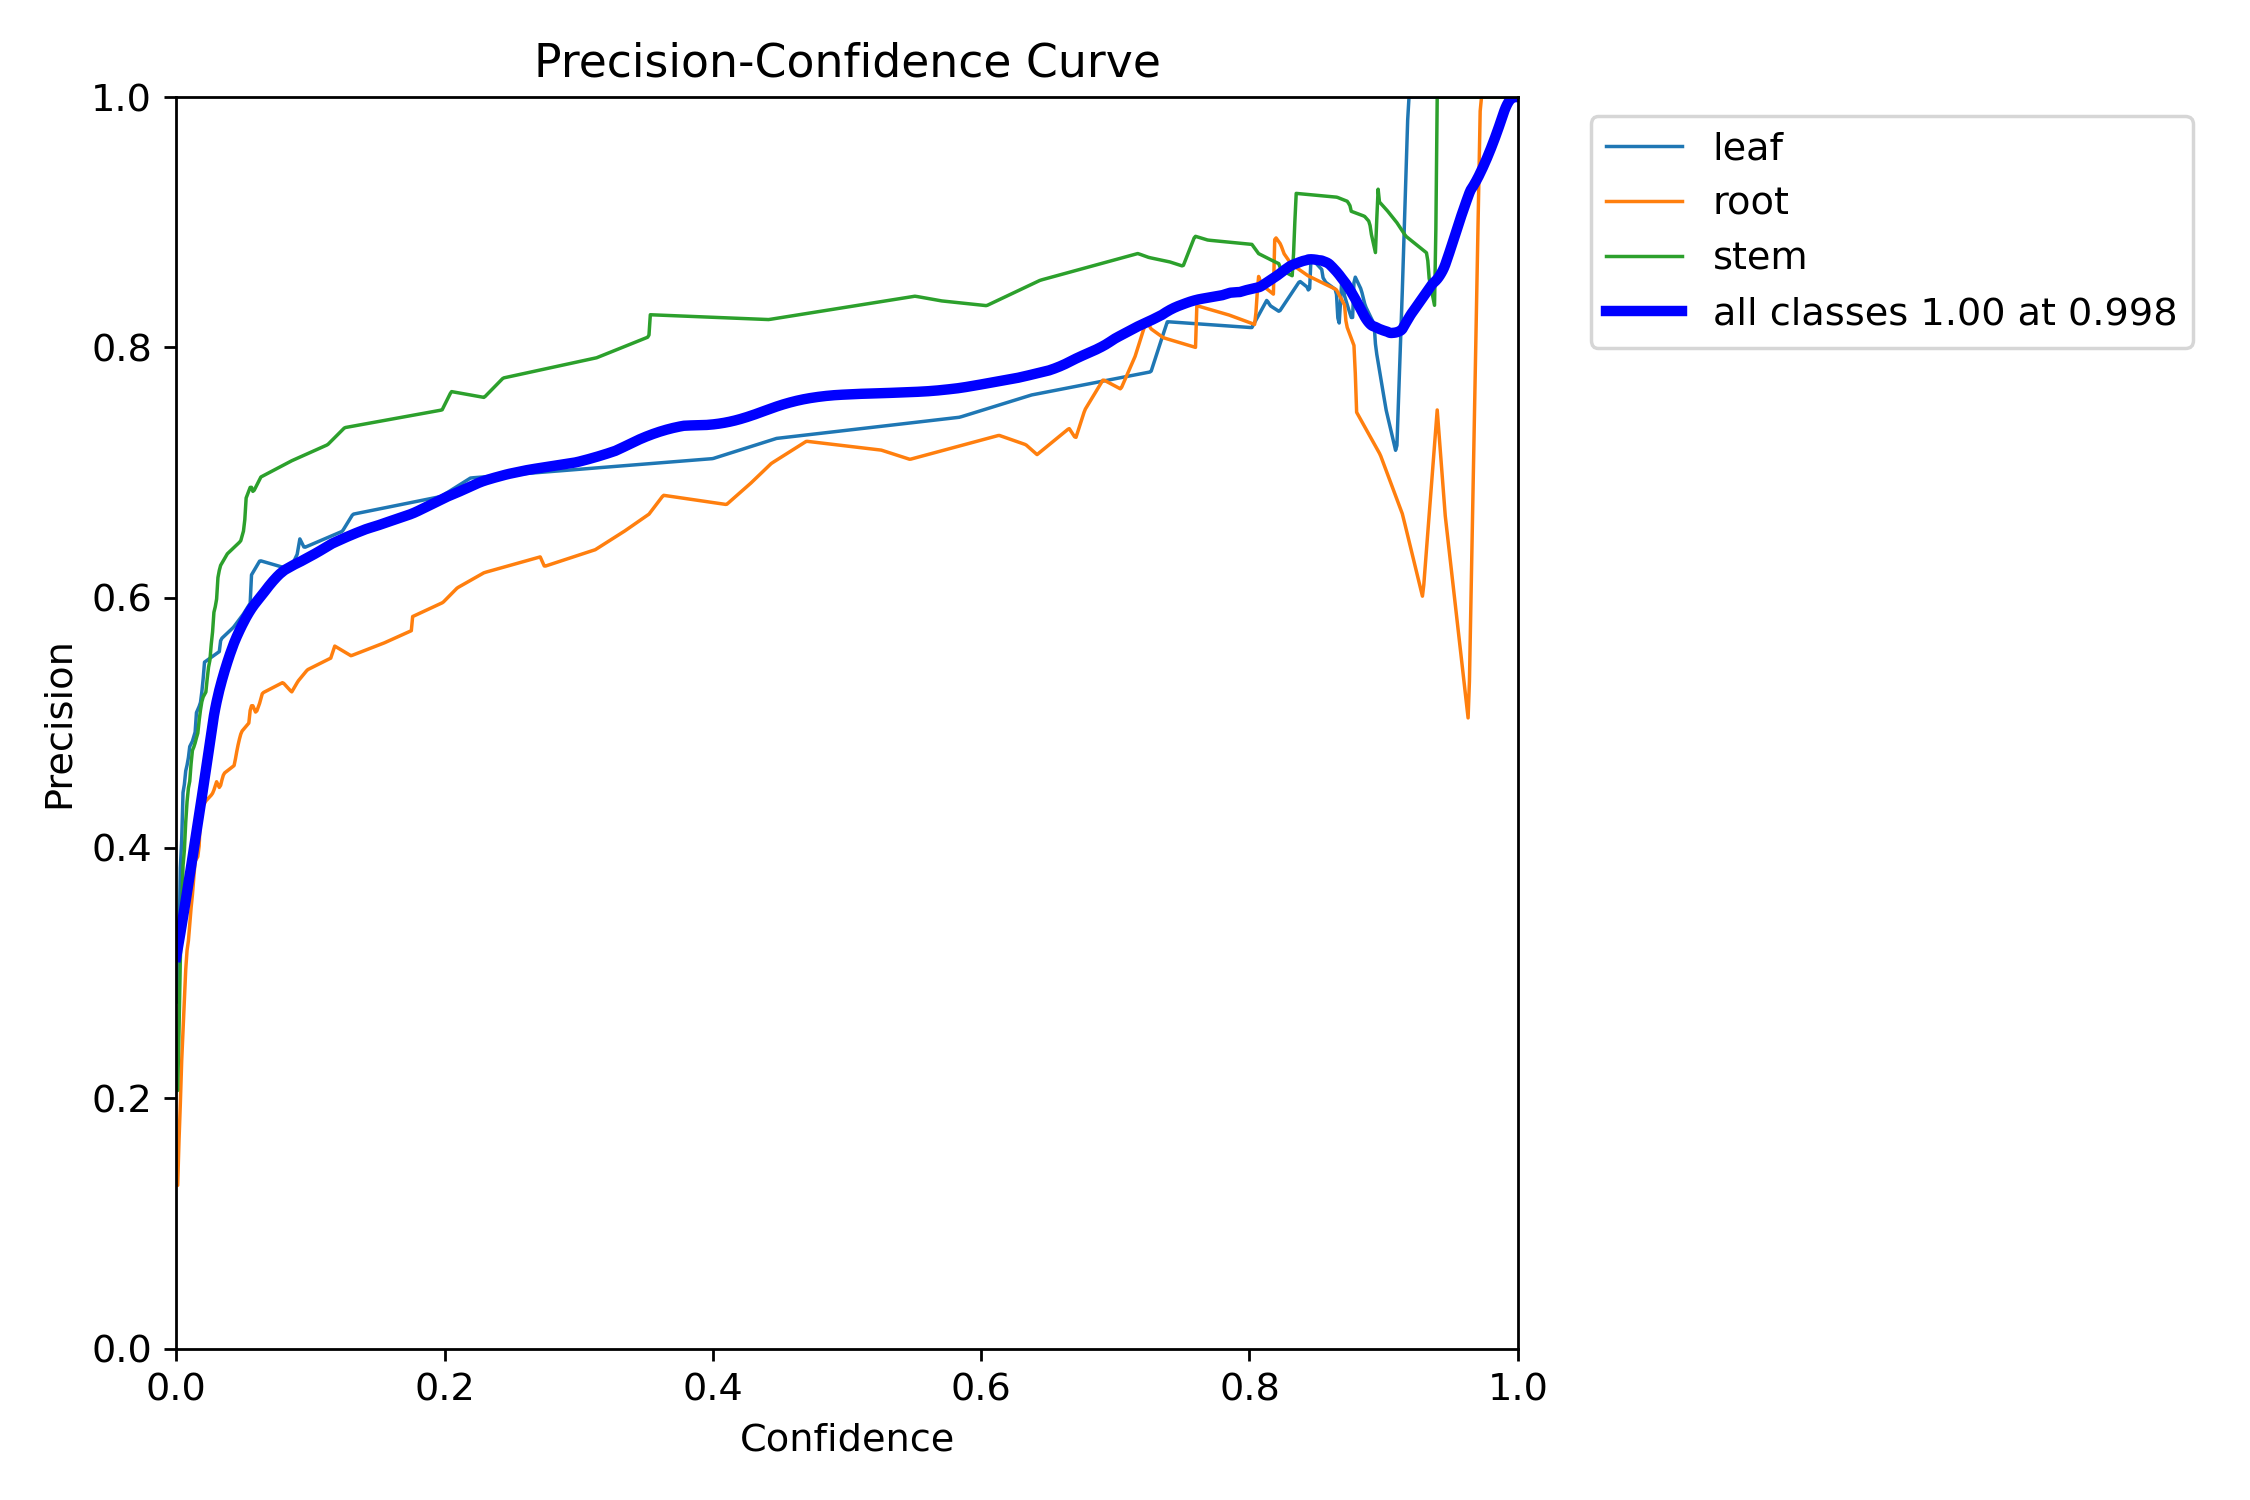 Precision-Confidence Curve
1.0
0.8
0.6
0.4
0.2
0.0
Precision
0.0 0.2 0.4 0.6 0.8 1.0
Confidence
leaf
root
stem
all classes 1.00 at 0.998